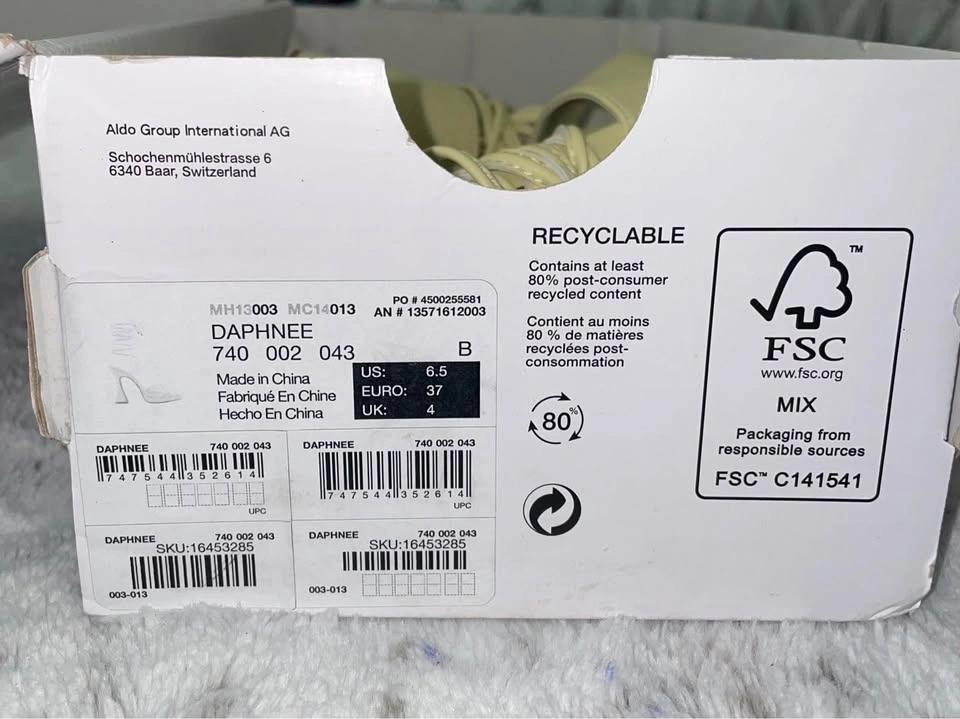 Aldo Group International AG
Schochenmühlestrasse 6
6340 Baar, Switzerland
MH13003 MC14013
PO # 4500255581
AN # 13571612003
DAPHNEE
740 002 043
B
Made in China
Fabriqué En Chine
Hecho En China
US: 6.5
EURO: 37
UK: 4
DAPHNEE 740 002 043
7 47544 35261 4
UPC
DAPHNEE 740 002 043
7 47544 35261 4
UPC
DAPHNEE 740 002 043
SKU:16453285
003-013
DAPHNEE 740 002 043
SKU:16453285
003-013
RECYCLABLE
Contains at least
80% post-consumer
recycled content
Contient au moins
80 % de matières
recyclées post-
consommation
80%
TM
FSC
www.fsc.org
MIX
Packaging from
responsible sources
FSC™ C141541